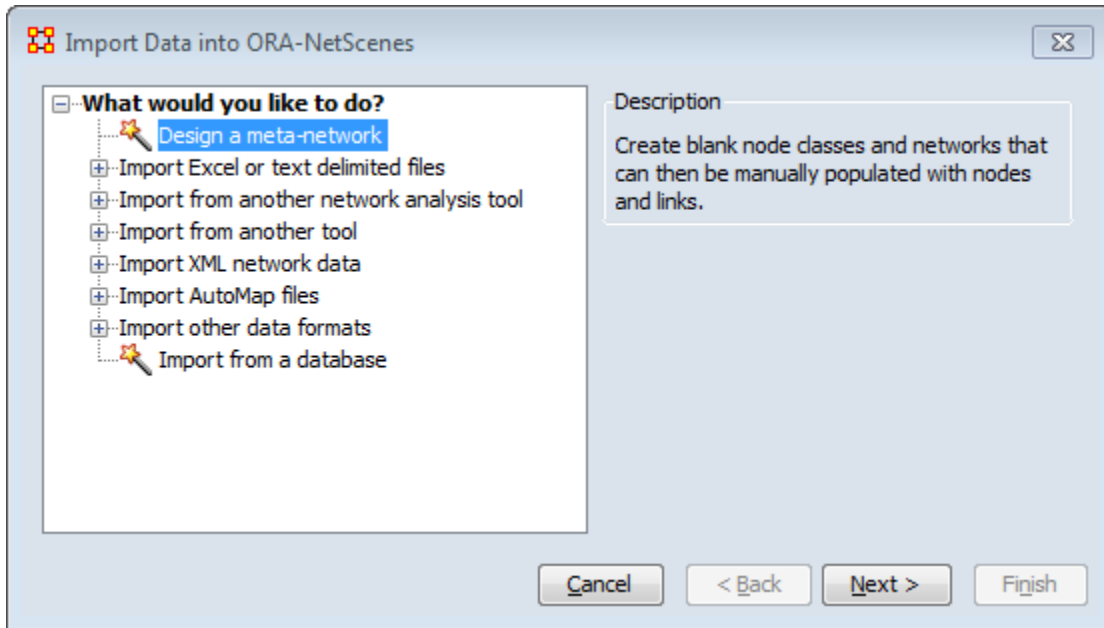 Import Data into ORA-NetScenes
What would you like to do?
Design a meta-network
Import Excel or text delimited files
Import from another network analysis tool
Import from another tool
Import XML network data
Import AutoMap files
Import other data formats
Import from a database
Description
Create blank node classes and networks that
can then be manually populated with nodes
and links.
Cancel
< Back
Next >
Finish